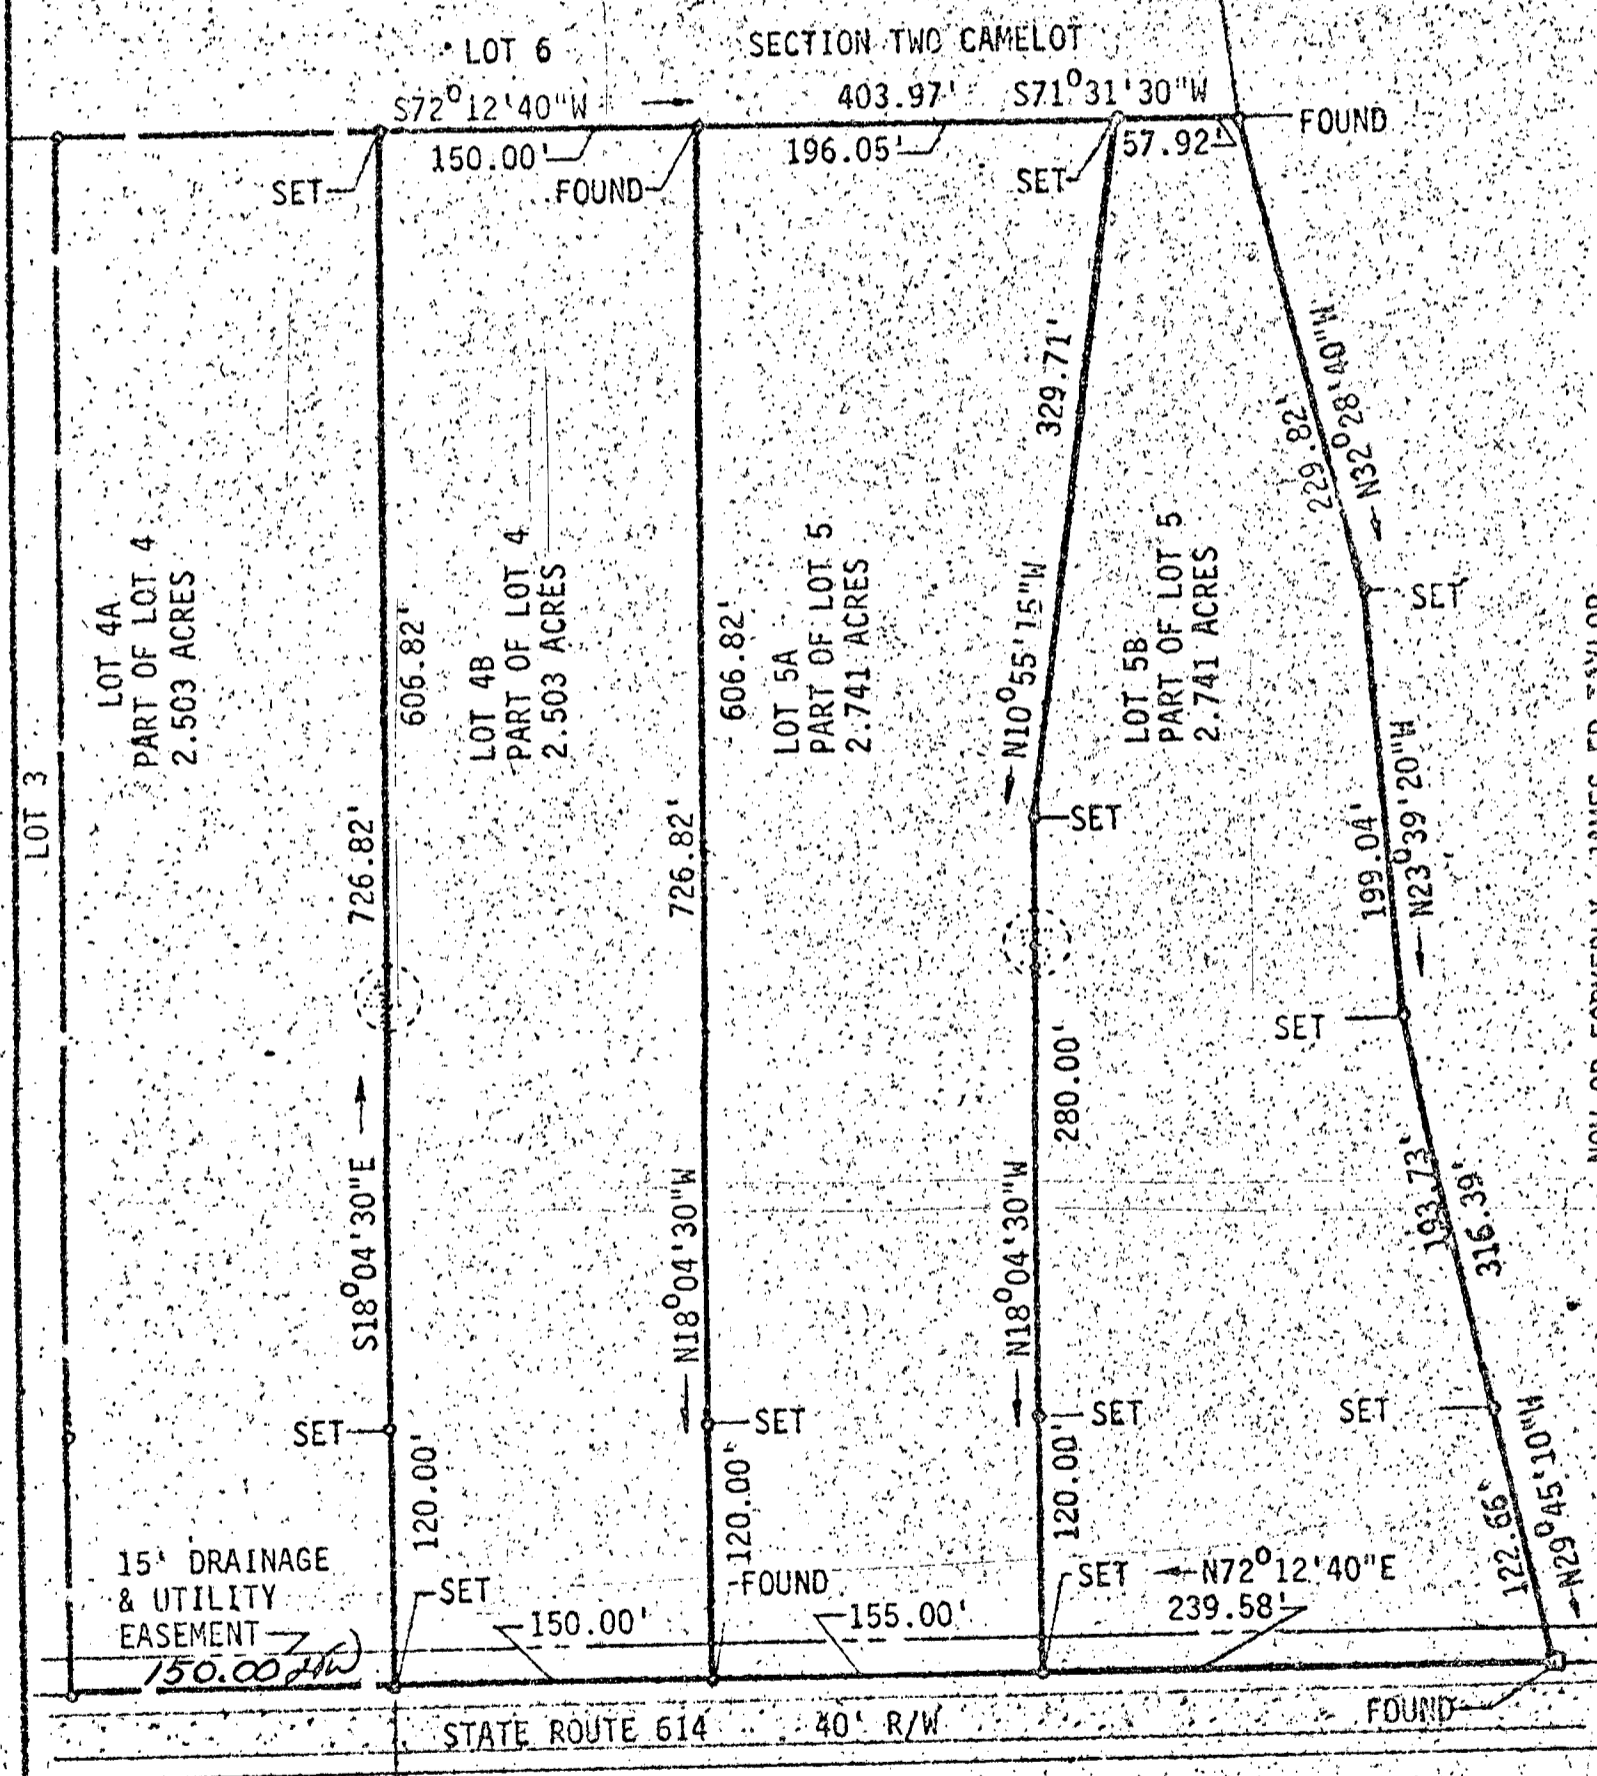 LOT 6
SECTION TWO CAMELOT
S72°12'40"W
403.97'
S71°31'30"W
FOUND
150.00'
196.05'
57.92'
SET
FOUND
SET
329.71'
229.82'
N32°28'40"W
SET
LOT 4A
PART OF LOT 4
2.503 ACRES
606.82'
LOT 4B
PART OF LOT 4
2.503 ACRES
606.82'
LOT 5A
PART OF LOT 5
2.741 ACRES
N10°55'15"W
LOT 5B
PART OF LOT 5
2.741 ACRES
LOT 3
726.82'
726.82'
SET
199.04'
N23°39'20"W
SET
280.00'
S18°04'30"E
N18°04'30"W
N18°04'30"W
193.73'
316.39'
SET
SET
SET
SET
120.00'
120.00'
120.00'
122.66'
N29°45'10"W
15' DRAINAGE
& UTILITY
EASEMENT
150.00
SET
150.00'
FOUND
155.00'
SET
N72°12'40"E
239.58'
FOUND
STATE ROUTE 614
40' R/W